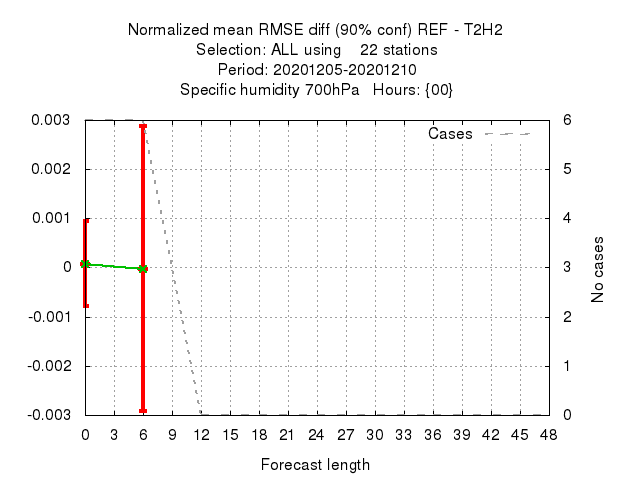 Normalized mean RMSE diff (90% conf) REF - T2H2
Selection: ALL using 22 stations
Period: 20201205-20201210
Specific humidity 700hPa Hours: {00}
Cases
0.003
0.002
0.001
0
-0.001
-0.002
-0.003
6
5
4
3
2
1
0
No cases
0 3 6 9 12 15 18 21 24 27 30 33 36 39 42 45 48
Forecast length